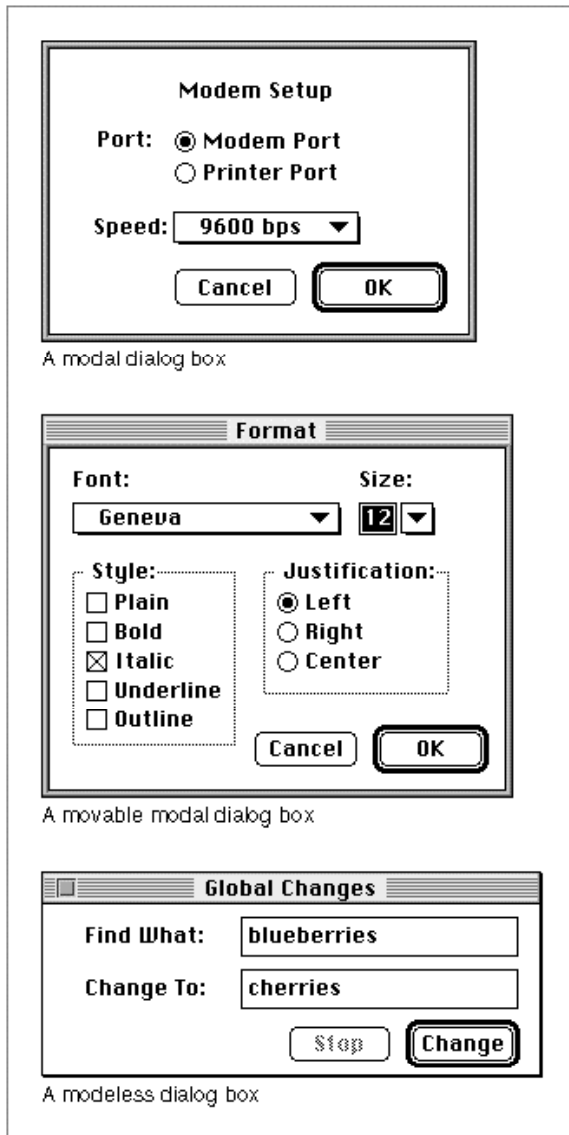 Modem Setup
Port: Modem Port
Printer Port
Speed: 9600 bps
Cancel OK
A modal dialog box
Format
Font: Size:
Geneva 12
Style: Justification:
Plain Left
Bold Right
Italic Center
Underline
Outline
Cancel OK
A movable modal dialog box
Global Changes
Find What: blueberries
Change To: cherries
Stop Change
A modeless dialog box